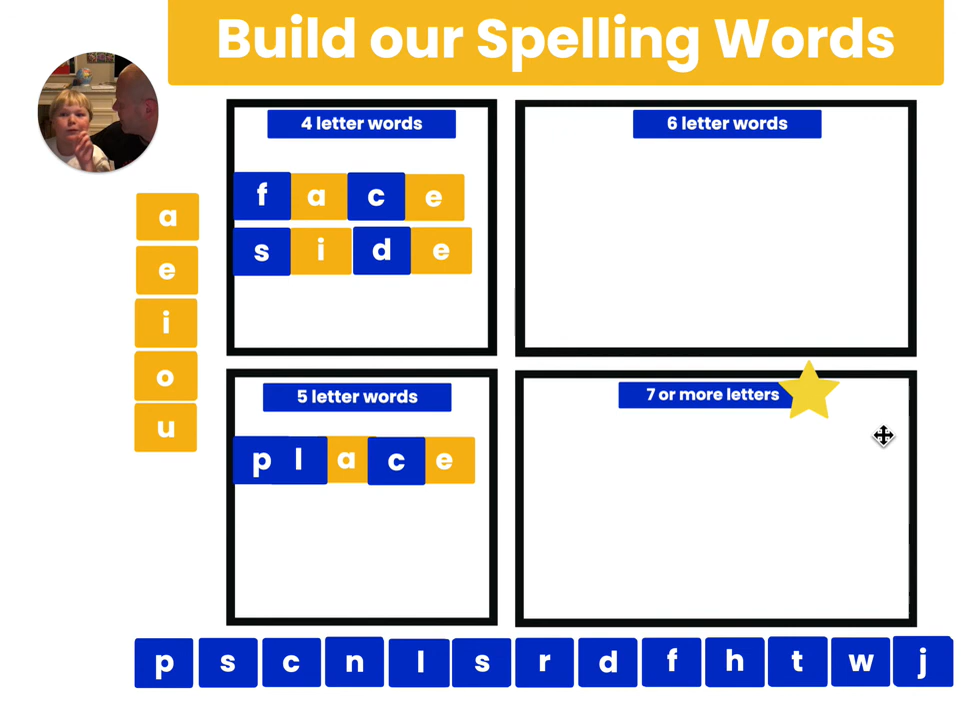 Build our Spelling Words
4 letter words
f a c e
s i d e
6 letter words
5 letter words
p l a c e
7 or more letters
a
e
i
o
u
p s c n l s r d f h t w j